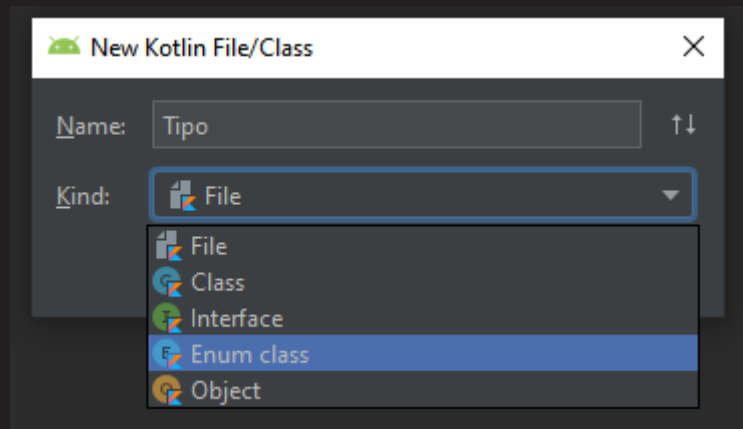 New Kotlin File/Class
Name: Tipo
Kind: File
File
Class
Interface
Enum class
Object